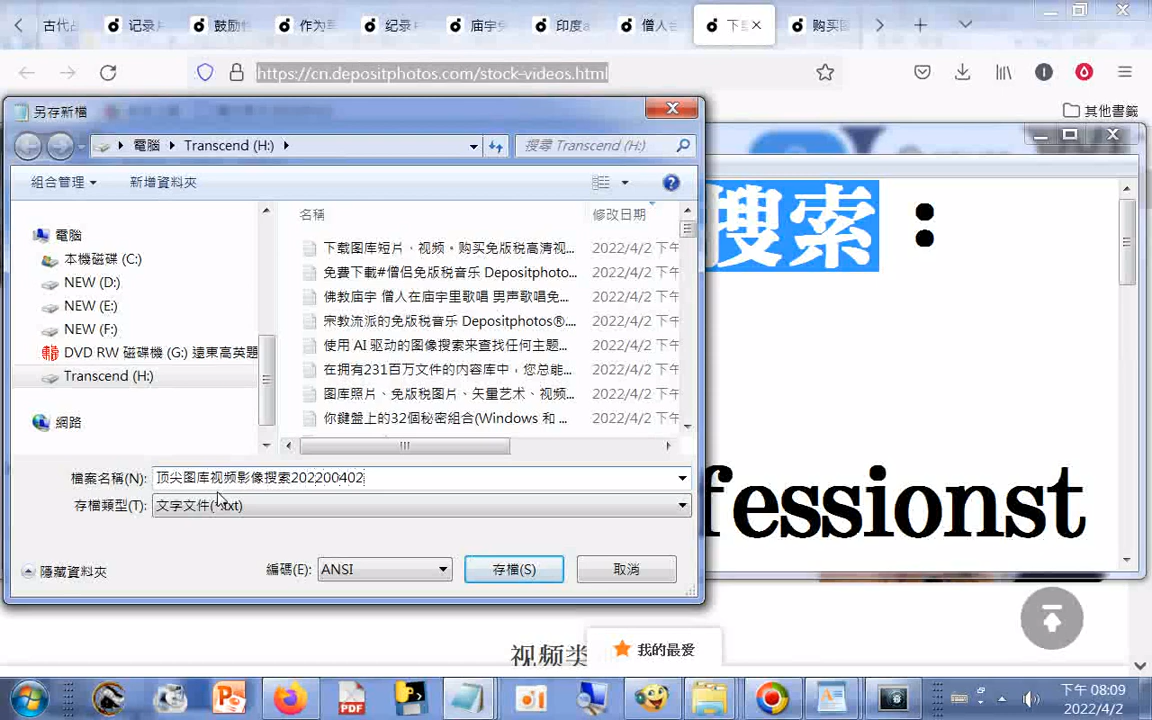 古代占
记录片
鼓励忄
作为
纪录片
庙宇
印度a
僧人
下
购买
https://cn.depositphotos.com/stock-videos.html
其他書籤
另存新檔
電腦
Transcend (H:)
搜尋 Transcend (H:)
組合管理
新增資料夾
名稱
修改日期
電腦
本機磁碟 (C:)
NEW (D:)
NEW (E:)
NEW (F:)
DVD RW 磁碟機 (G:) 遠東高英題
Transcend (H:)
網路
下载图库短片、视频。购买免版税高清视... 2022/4/2 下午
免費下載#僧侣免版税音乐 Depositphoto... 2022/4/2 下午
佛教庙宇 僧人在庙宇里歌唱 男声歌唱免... 2022/4/2 下午
宗教流派的免版税音乐 Depositphotos®.... 2022/4/2 下午
使用 AI 驱动的图像搜索来查找任何主题... 2022/4/2 下午
在拥有231百万文件的内容库中，您总能... 2022/4/2 下午
图库照片、免版税图片、矢量艺术、视频... 2022/4/2 下午
你鍵盤上的32個秘密組合(Windows 和 ... 2022/4/2 下午
檔案名稱(N):
顶尖图库视频影像搜索202200402
存檔類型(T):
文字文件(*.txt)
隱藏資料夾
編碼(E):
ANSI
存檔(S)
取消
搜索：
fessionst
视频类
我的最爱
下午 08:09
2022/4/2